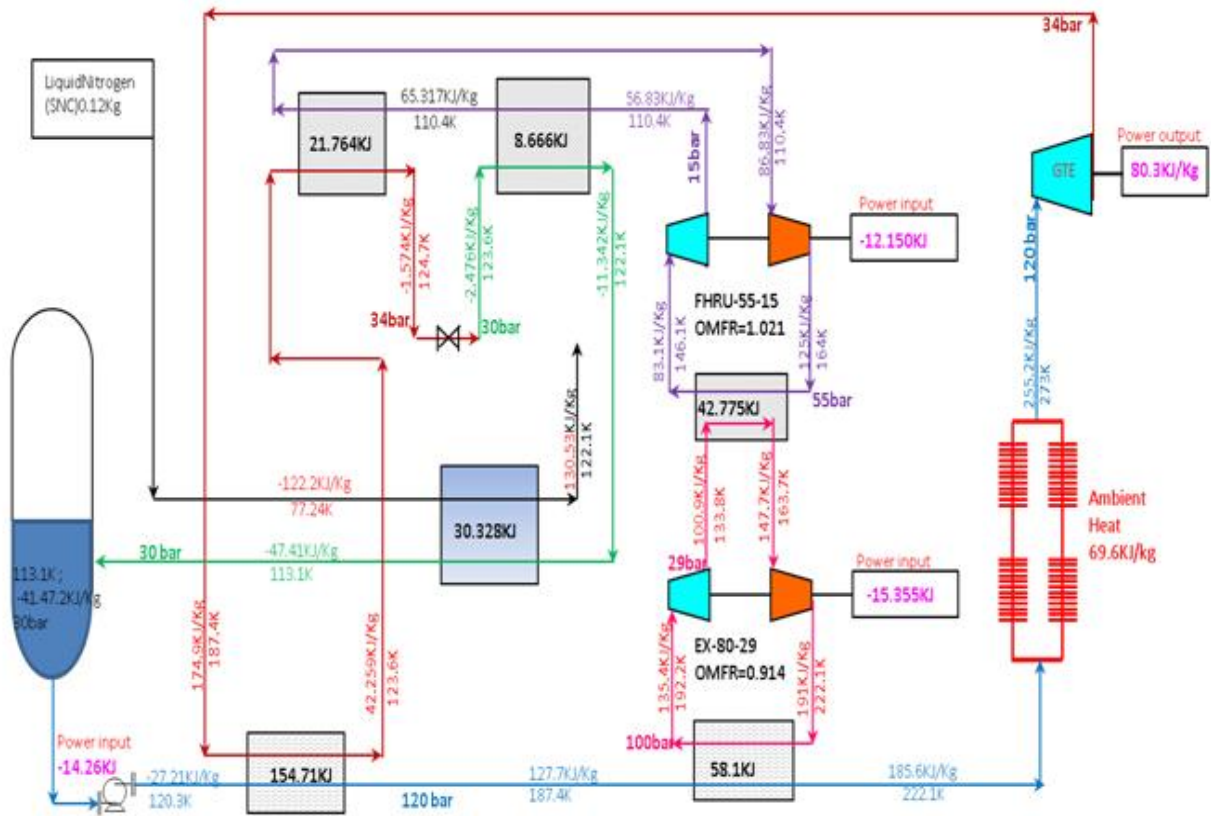 34bar
LiquidNitrogen
(SNC)0.12Kg
65.317KJ/Kg
110.4K
56.83KJ/Kg
110.4K
21.764KJ
8.666KJ
15bar
86.83KJ/Kg
110.4K
Power output
GTE
80.3KJ/Kg
-1.574KJ/Kg
124.7K
-2.476KJ/Kg
123.6K
-11.342KJ/Kg
122.1K
Power input
-12.150KJ
120 bar
34bar
30bar
FHRU-55-15
OMFR=1.021
83.1KJ/Kg
146.1K
125KJ/Kg
164K
255.2KJ/Kg
273K
42.775KJ
55bar
130.53KJ/Kg
122.1K
100.9KJ/Kg
133.8K
147.7KJ/Kg
163.7K
-122.2KJ/Kg
77.24K
30.328KJ
Ambient
Heat
69.6KJ/kg
30 bar
-47.41KJ/Kg
113.1K
29bar
Power input
-15.355KJ
113.1K ;
-41.47.2KJ/Kg
30bar
174.9KJ/Kg
187.4K
42.259KJ/Kg
123.6K
EX-80-29
OMFR=0.914
135.4KJ/Kg
192.2K
191KJ/Kg
222.1K
100bar
Power input
-14.26KJ
-27.21KJ/Kg
120.3K
154.71KJ
120 bar
127.7KJ/Kg
187.4K
58.1KJ
185.6KJ/Kg
222.1K